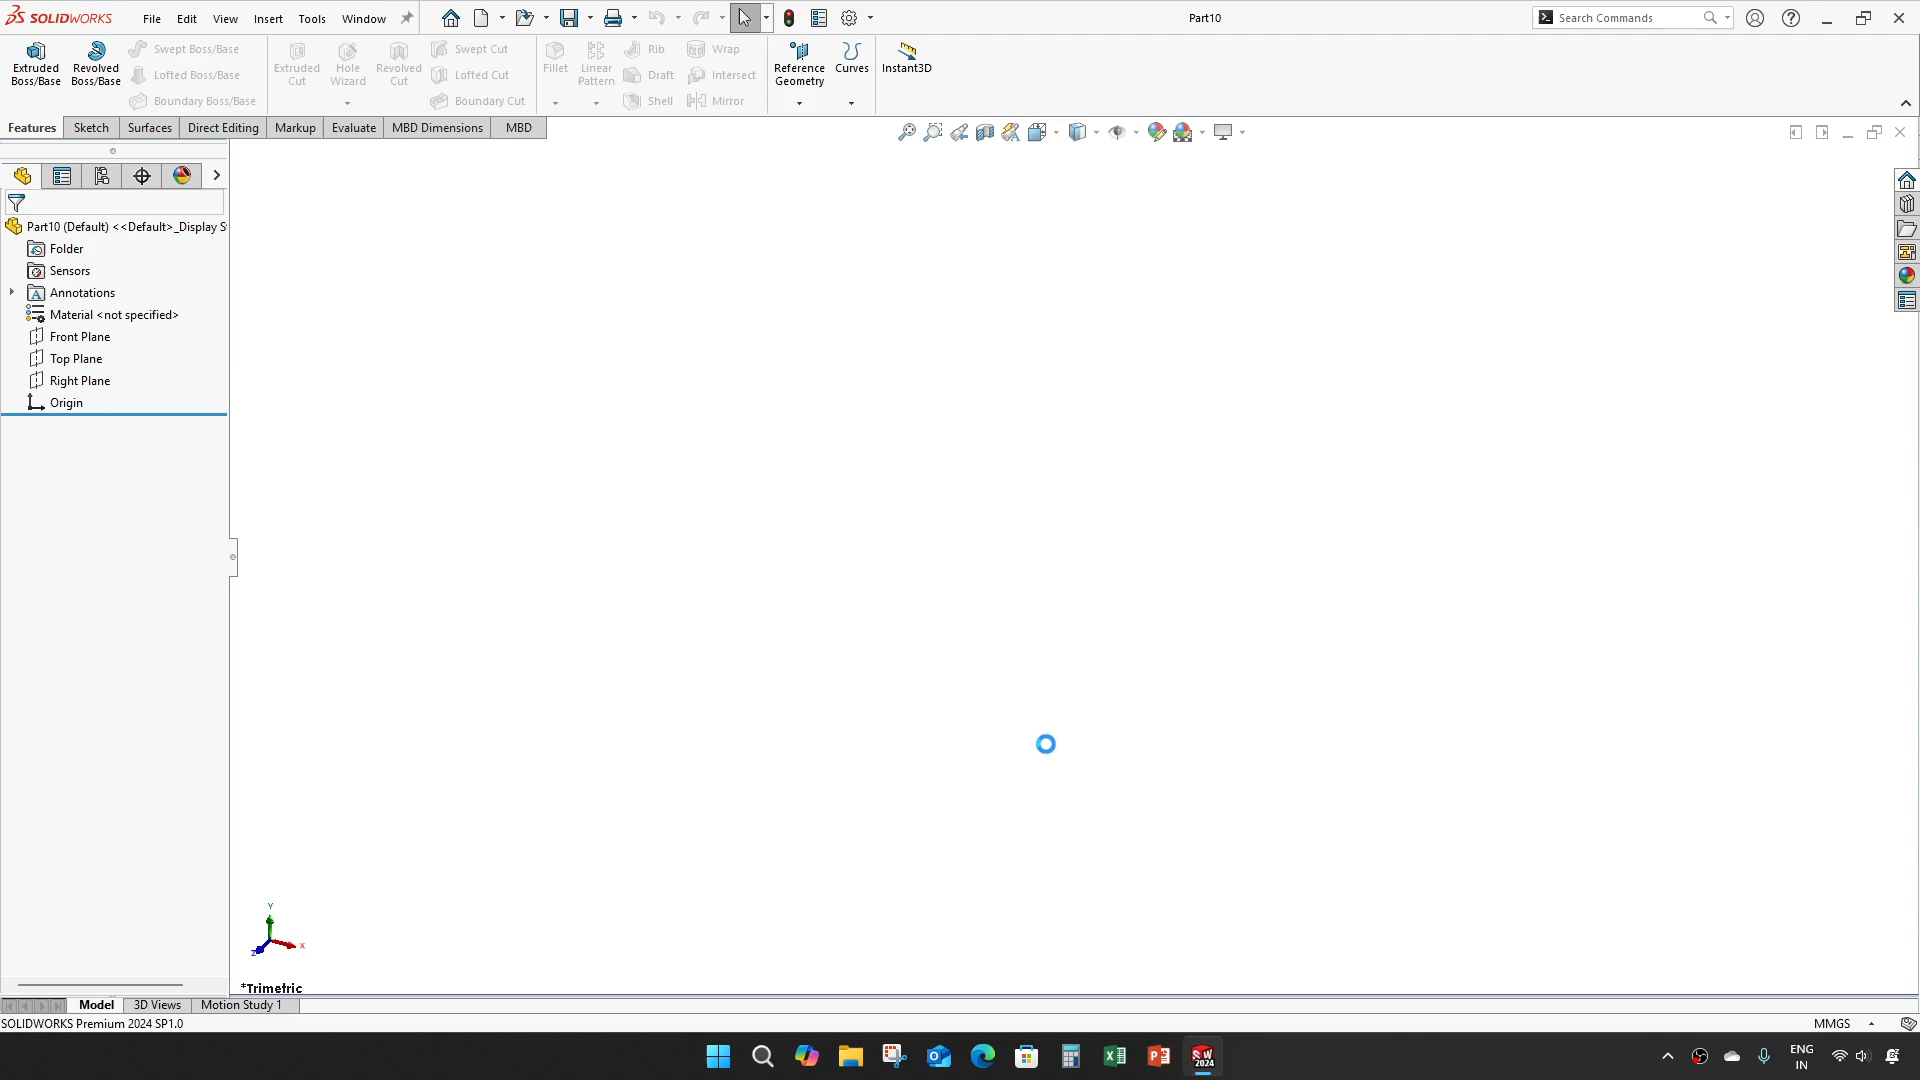 SOLIDWORKS
File
Edit
View
Insert
Tools
Window
Part10
Search Commands
Extruded
Boss/Base
Revolved
Boss/Base
Swept Boss/Base
Lofted Boss/Base
Boundary Boss/Base
Extruded
Cut
Hole
Wizard
Revolved
Cut
Swept Cut
Lofted Cut
Boundary Cut
Fillet
Linear
Pattern
Rib
Draft
Shell
Wrap
Intersect
Mirror
Reference
Geometry
Curves
Instant3D
Features
Sketch
Surfaces
Direct Editing
Markup
Evaluate
MBD Dimensions
MBD
Part10 (Default) <<Default>_Display S
Folder
Sensors
Annotations
Material <not specified>
Front Plane
Top Plane
Right Plane
Origin
Y
X
Z
*Trimetric
Model
3D Views
Motion Study 1
SOLIDWORKS Premium 2024 SP1.0
MMGS
SW
2024
ENG
IN